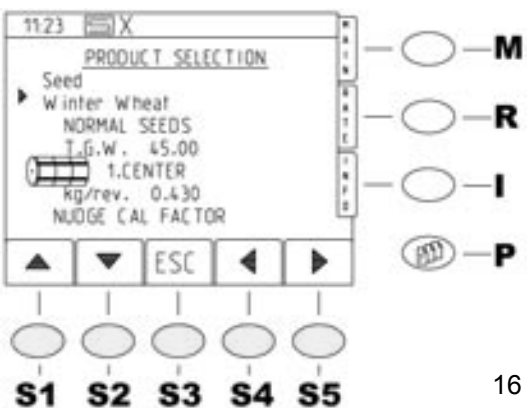 11:23 X
PRODUCT SELECTION
Seed
Winter Wheat
NORMAL SEEDS
T.G.W. 45.00
1.CENTER
kg/rev. 0.430
NUDGE CAL FACTOR
ESC
MAIN
RATE
INFO
M
R
I
P
S1 S2 S3 S4 S5
16